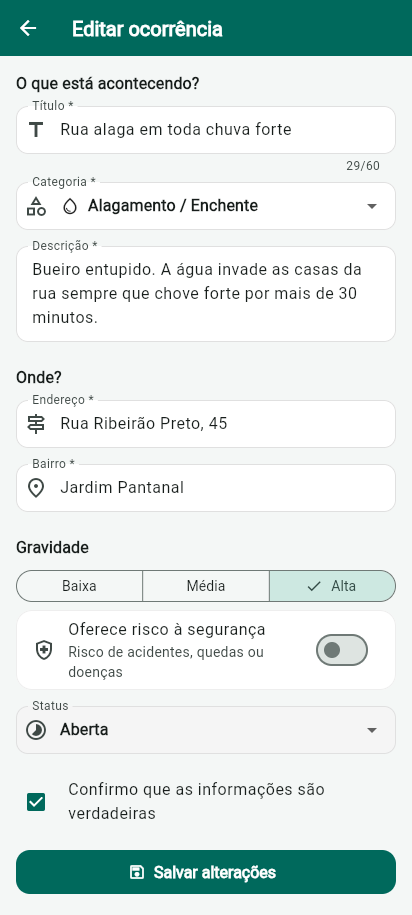 Editar ocorrência
O que está acontecendo?
Título *
Rua alaga em toda chuva forte
29/60
Categoria *
Alagamento / Enchente
Descrição *
Bueiro entupido. A água invade as casas da
rua sempre que chove forte por mais de 30
minutos.
Onde?
Endereço *
Rua Ribeirão Preto, 45
Bairro *
Jardim Pantanal
Gravidade
Baixa
Média
Alta
Oferece risco à segurança
Risco de acidentes, quedas ou
doenças
Status
Aberta
Confirmo que as informações são
verdadeiras
Salvar alterações